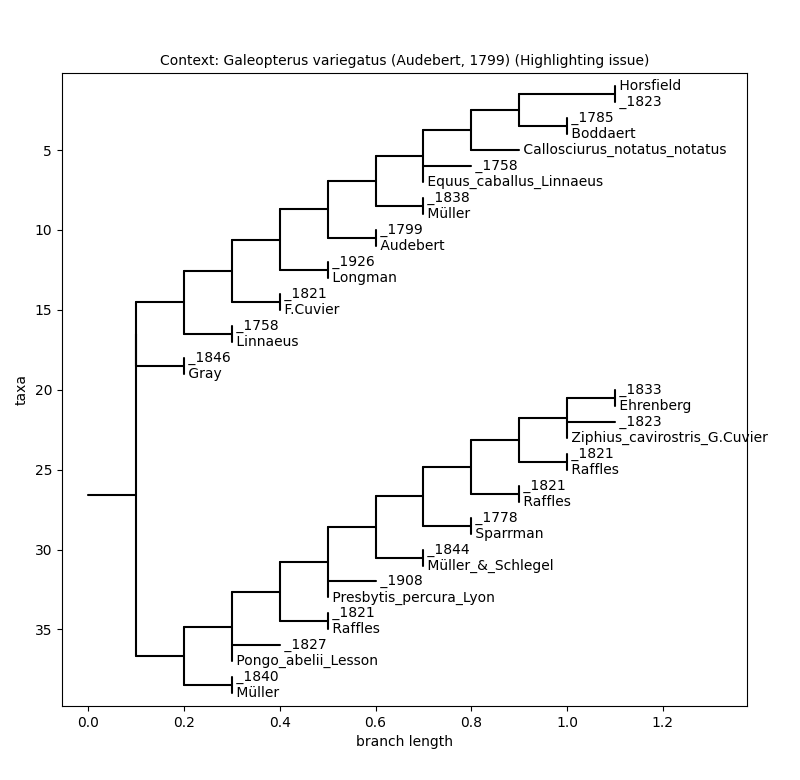 Context: Galeopterus variegatus (Audebert, 1799) (Highlighting issue)
Horsfield
_1823
_1785
Boddaert
Callosciurus_notatus_notatus
_1758
Equus_caballus_Linnaeus
_1838
Müller
_1799
Audebert
_1926
Longman
_1821
F.Cuvier
_1758
Linnaeus
_1846
Gray
_1833
Ehrenberg
_1823
Ziphius_cavirostris_G.Cuvier
_1821
Raffles
_1821
Raffles
_1778
Sparrman
_1844
Müller_&_Schlegel
_1908
Presbytis_percura_Lyon
_1821
Raffles
_1827
Pongo_abelii_Lesson
_1840
Müller
5
10
15
20
25
30
35
taxa
0.0 0.2 0.4 0.6 0.8 1.0 1.2
branch length